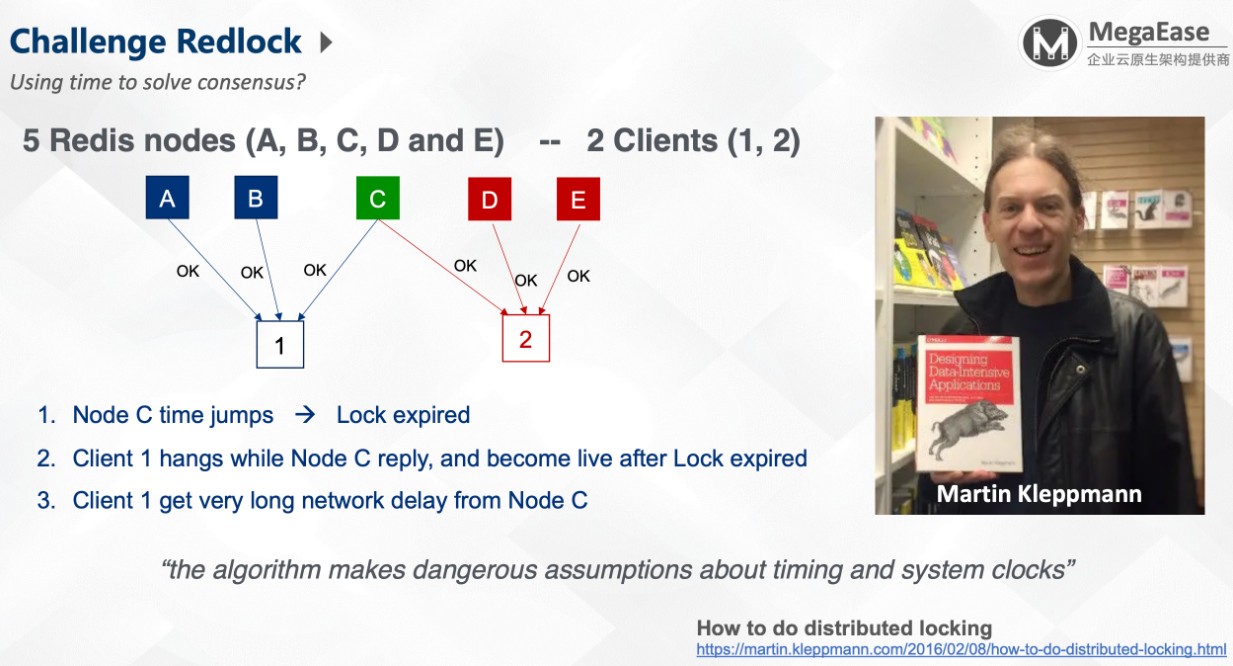 Challenge Redlock
MegaEase
企业云原生架构提供商
Using time to solve consensus?
5 Redis nodes (A, B, C, D and E) -- 2 Clients (1, 2)
A B C D E
OK OK OK OK OK OK
1 2
1. Node C time jumps → Lock expired
2. Client 1 hangs while Node C reply, and become live after Lock expired
3. Client 1 get very long network delay from Node C
Designing
Data-Intensive
Applications
Martin Kleppmann
“the algorithm makes dangerous assumptions about timing and system clocks”
How to do distributed locking
https://martin.kleppmann.com/2016/02/08/how-to-do-distributed-locking.html